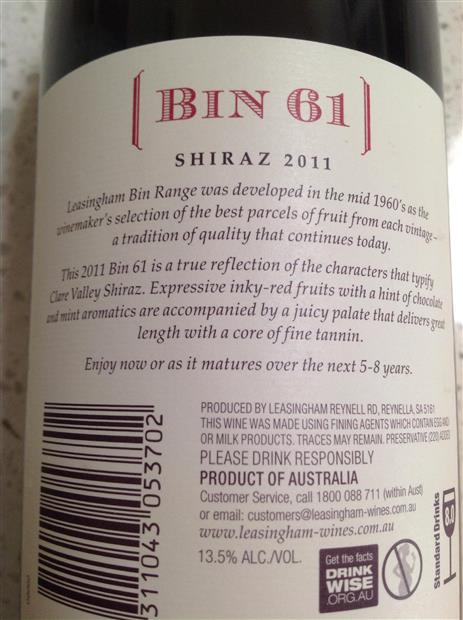 [BIN 61]
SHIRAZ 2011
Leasingham Bin Range was developed in the mid 1960's as the
winemaker's selection of the best parcels of fruit from each vintage –
a tradition of quality that continues today.
This 2011 Bin 61 is a true reflection of the characters that typify
Clare Valley Shiraz. Expressive inky-red fruits with a hint of chocolate
and mint aromatics are accompanied by a juicy palate that delivers great
length with a core of fine tannin.
Enjoy now or as it matures over the next 5-8 years.
PRODUCED BY LEASINGHAM REYNELL RD, REYNELLA, SA 5161
THIS WINE WAS MADE USING FINING AGENTS WHICH CONTAIN EGG AND
OR MILK PRODUCTS. TRACES MAY REMAIN. PRESERVATIVE (220) ADDED
PLEASE DRINK RESPONSIBLY
PRODUCT OF AUSTRALIA
Customer Service, call 1800 088 711 (within Aust)
or email: customers@leasingham-wines.com.au
www.leasingham-wines.com.au
13.5% ALC./VOL.
Get the facts
DRINK
WISE
.ORG.AU
Standard Drinks
8.0
311043 053702